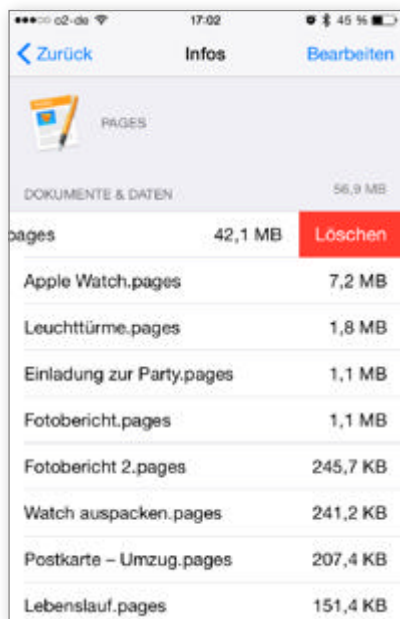 o2-de 17:02 45 %
Zurück Infos Bearbeiten
PAGES
DOKUMENTE & DATEN 56,9 MB
pages 42,1 MB Löschen
Apple Watch.pages 7,2 MB
Leuchttürme.pages 1,8 MB
Einladung zur Party.pages 1,1 MB
Fotobericht.pages 1,1 MB
Fotobericht 2.pages 245,7 KB
Watch auspacken.pages 241,2 KB
Postkarte – Umzug.pages 207,4 KB
Lebenslauf.pages 151,4 KB